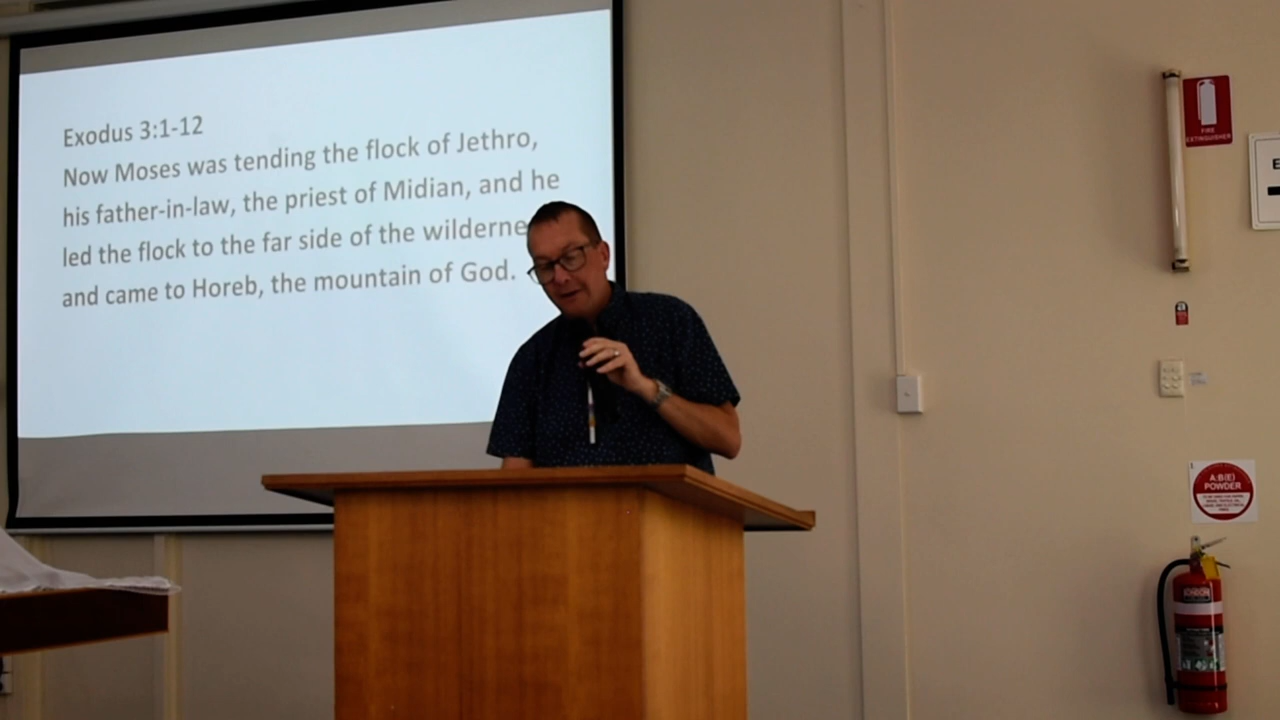 Exodus 3:1-12
Now Moses was tending the flock of Jethro,
his father-in-law, the priest of Midian, and he
led the flock to the far side of the wilderne
and came to Horeb, the mountain of God.
FIRE
EXTINGUISHER
E
A:B(E)
POWDER